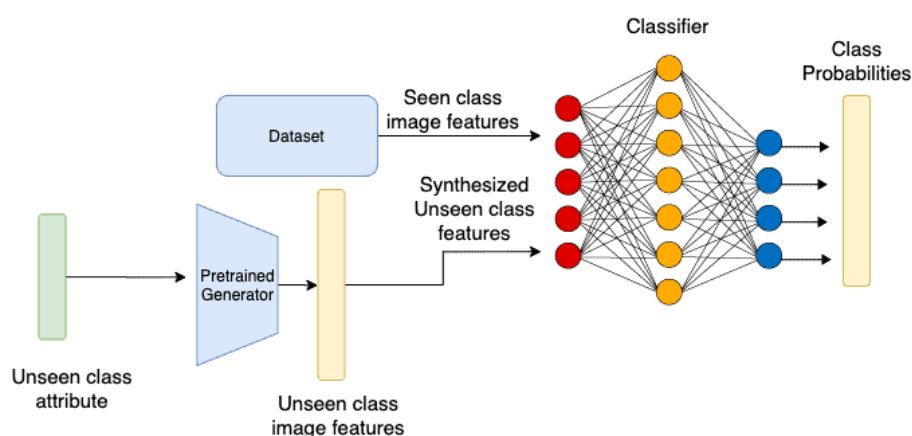 Classifier
Class
Probabilities
Seen class
image features
Dataset
Synthesized
Unseen class
features
Pretrained
Generator
Unseen class
attribute
Unseen class
image features